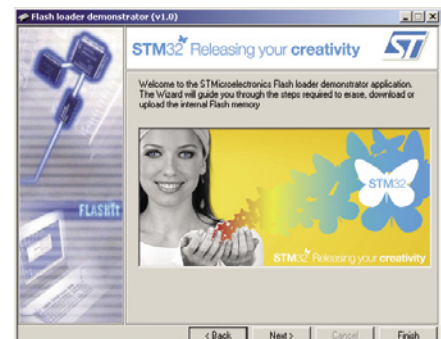 Flash loader demonstrator (v1.0)
STM32 Releasing your creativity
ST
Welcome to the STMicroelectronics Flash loader demonstrator application.
The Wizard will guide you through the steps required to erase, download or
upload the internal Flash memory
FLASHIT
STM32
STM32 Releasing your creativity
< Back
Next >
Cancel
Finish